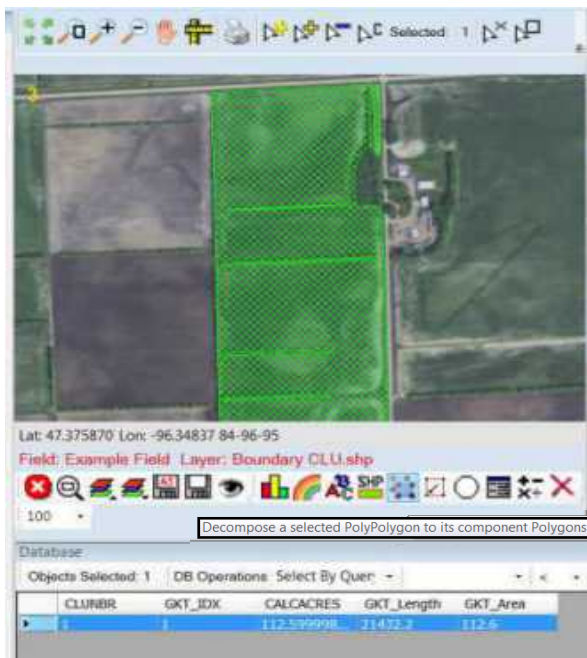 Selected: 1
3
Lat: 47.375870 Lon: -96.34837 84-96-95
Field: Example Field Layer: Boundary CLU.shp
SHP
100
Decompose a selected PolyPolygon to its component Polygons
Database
Objects Selected: 1 DB Operations Select By Quer
CLUNBR GKT_IDX CALCACRES GKT_Length GKT_Area
1 1 112.599998... 21432.2 112.6